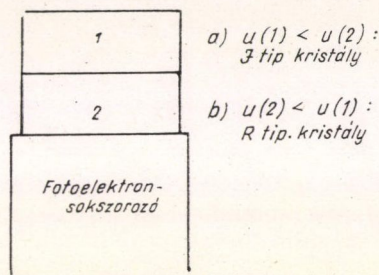 1
a) u(1) < u(2) :
J tip kristály
2
b) u(2) < u(1) :
R tip. kristály
Fotoelektron-
sokszorozó